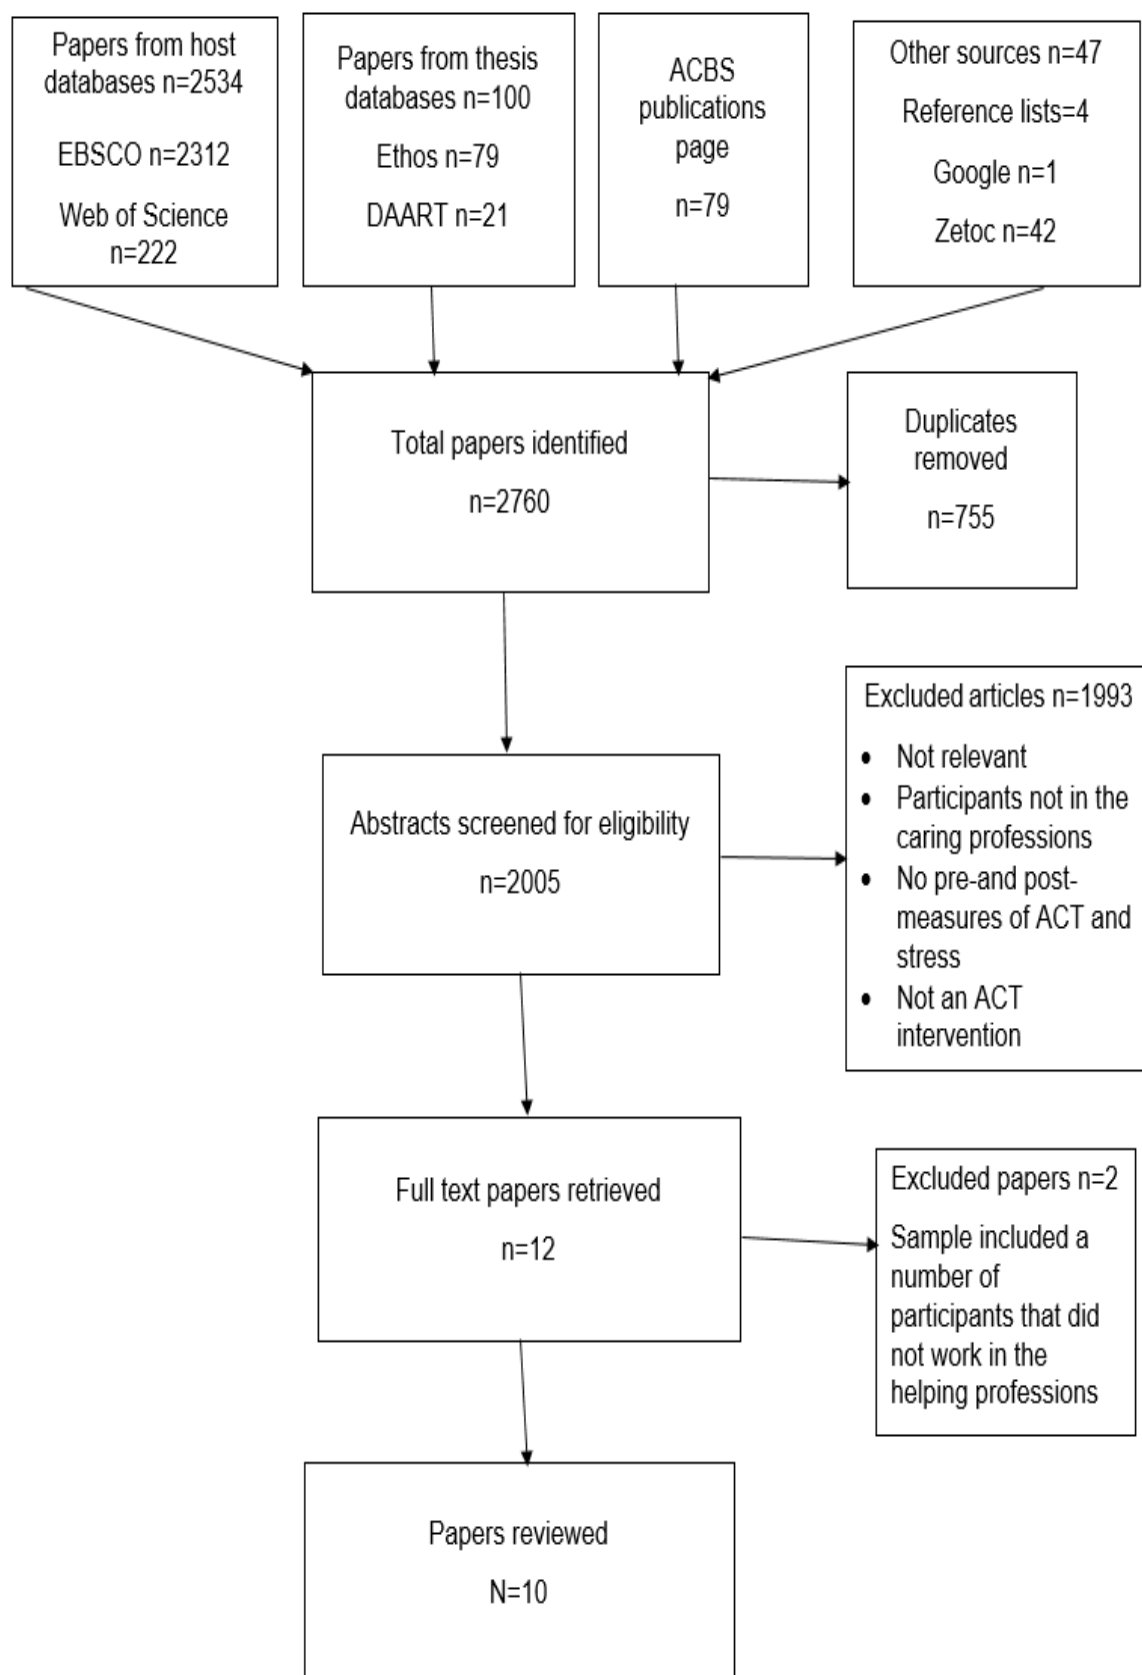 Papers from host
databases n=2534
EBSCO n=2312
Web of Science
n=222
Papers from thesis
databases n=100
Ethos n=79
DAART n=21
ACBS
publications
page
n=79
Other sources n=47
Reference lists=4
Google n=1
Zetoc n=42
Total papers identified
n=2760
Duplicates
removed
n=755
Abstracts screened for eligibility
n=2005
Excluded articles n=1993
• Not relevant
• Participants not in the
caring professions
• No pre-and post-
measures of ACT and
stress
• Not an ACT
intervention
Full text papers retrieved
n=12
Excluded papers n=2
Sample included a
number of
participants that did
not work in the
helping professions
Papers reviewed
N=10